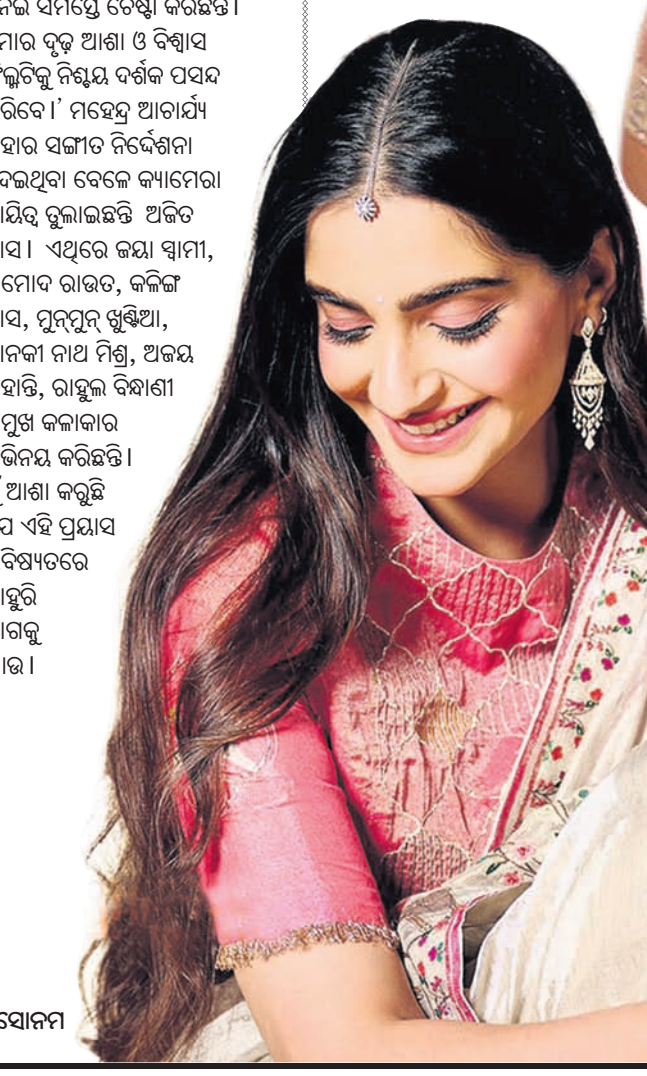 ନେଇ ସମସ୍ତେ ଚେଷ୍ଟା କରିଛନ୍ତି।
ମୋର ଦୃଢ଼ ଆଶା ଓ ବିଶ୍ୱାସ
ନିଶ୍ଚୟ ଦର୍ଶକ ପସନ୍ଦ
ରିବେ।' ମହେନ୍ଦ୍ର ଆଚାର୍ଯ୍ୟ
ହାର ସଙ୍ଗୀତ ନିର୍ଦ୍ଦେଶନା
ଦେଇଥିବା ବେଳେ କ୍ୟାମେରା
ାୟିତ୍ୱ ତୁଲାଇଛନ୍ତି ଅଜିତ
ାସ। ଏଥିରେ ଜୟା ସ୍ୱାମୀ,
ମୋଦ ରାଉତ, କଳିଙ୍ଗ
ାସ, ମୁନ୍‌ମୁନ୍ ଖୁଣ୍ଟିଆ,
ାନକୀ ନାଥ ମିଶ୍ର, ଅଜୟ
ହାନ୍ତି, ରାହୁଲ ବିନ୍ଧାଣୀ
ମୁଖ କଳାକାର
ଭିନୟ କରିଛନ୍ତି।
ଆଶା କରୁଛି
ଯେ ଏହି ପ୍ରୟାସ
ବିଷ୍ୟତରେ
ାହୁରି
ାଗକୁ
ାଉ।
ସୋନମ